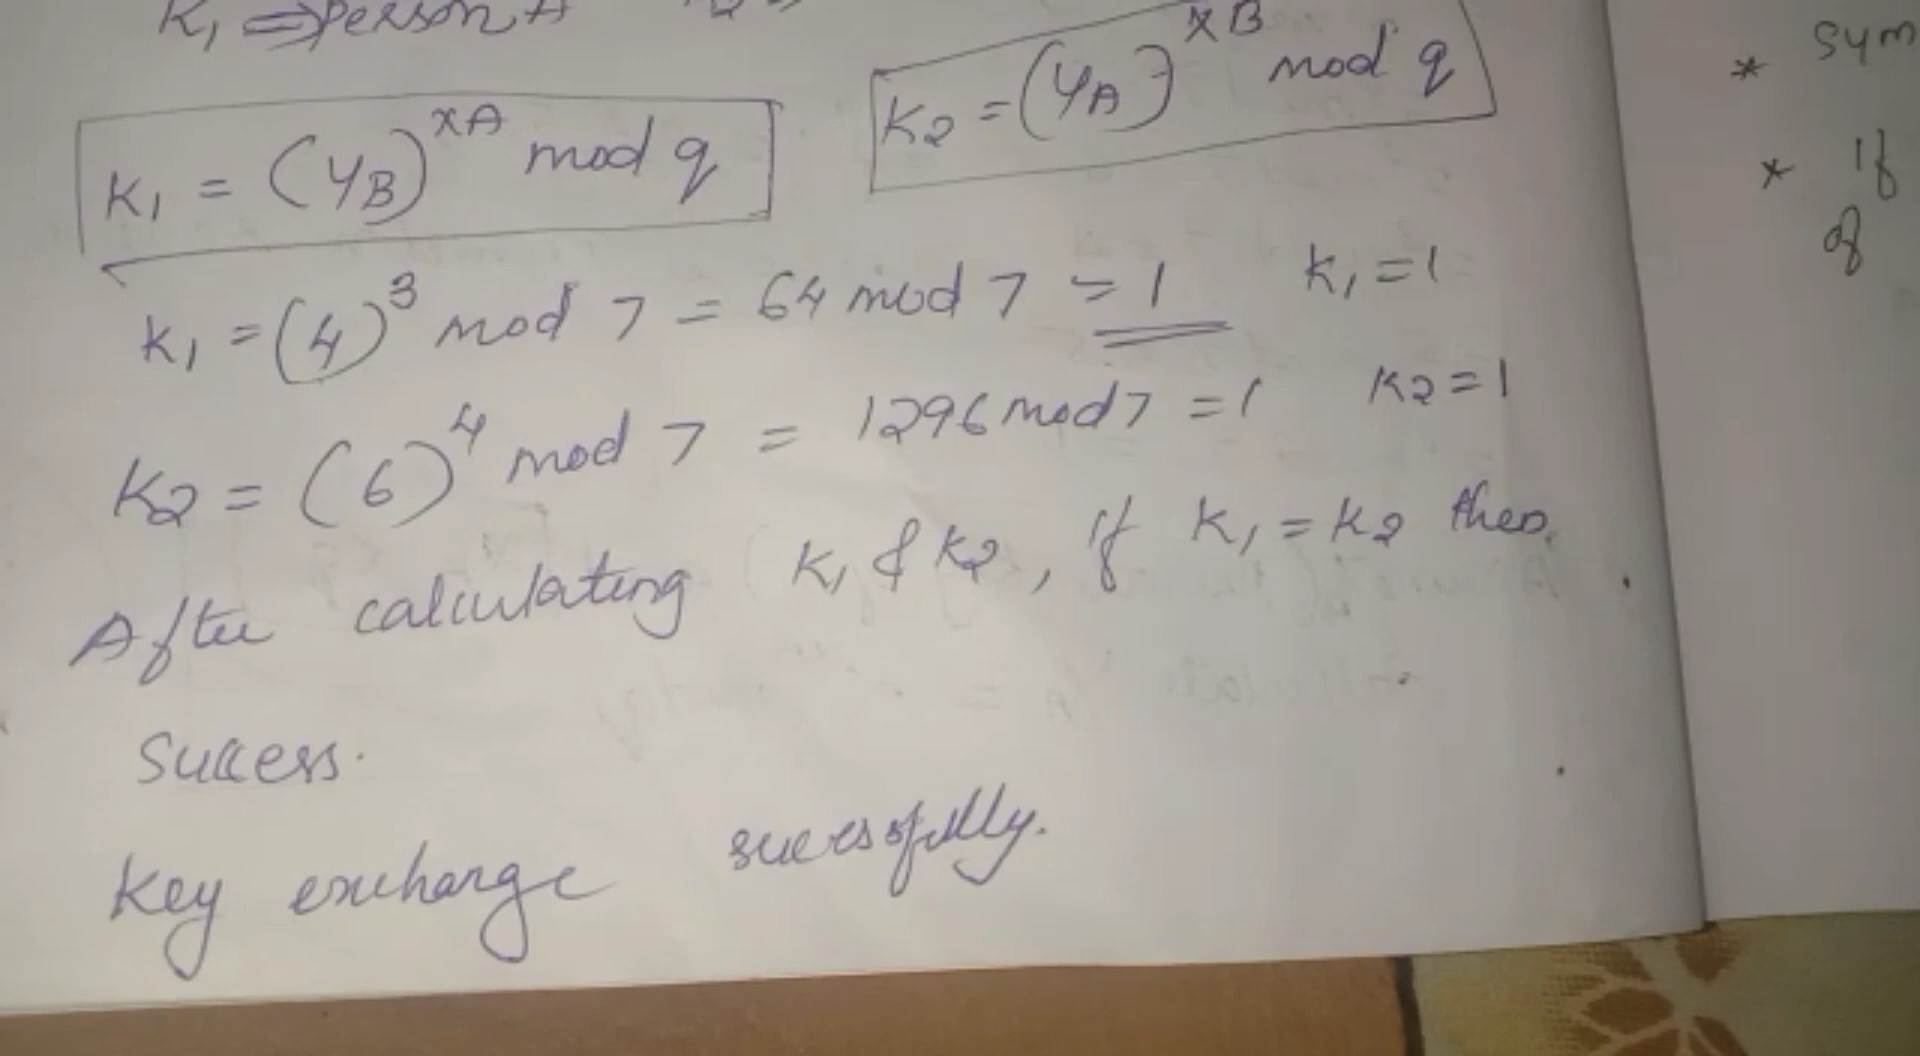 K₁ ⇒ person A
K₁ = (YB)^XA mod q
K2 = (YA)^XB mod q
K₁ = (4)³ mod 7 = 64 mod 7 = 1 K₁ = 1
K2 = (6)⁴ mod 7 = 1296 mod 7 = 1 K2 = 1
After calculating K₁ & K2, if K₁ = K2 then
Success.
Key exchange sucessfully.
* Sym
* If
of